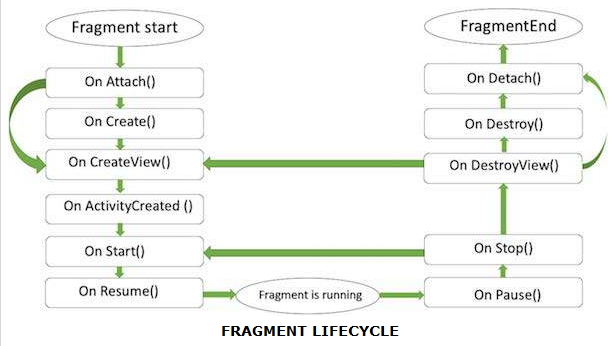 Fragment start
On Attach()
On Create()
On CreateView()
On ActivityCreated ()
On Start()
On Resume()
Fragment is running
On Pause()
On Stop()
On DestroyView()
On Destroy()
On Detach()
FragmentEnd
FRAGMENT LIFECYCLE